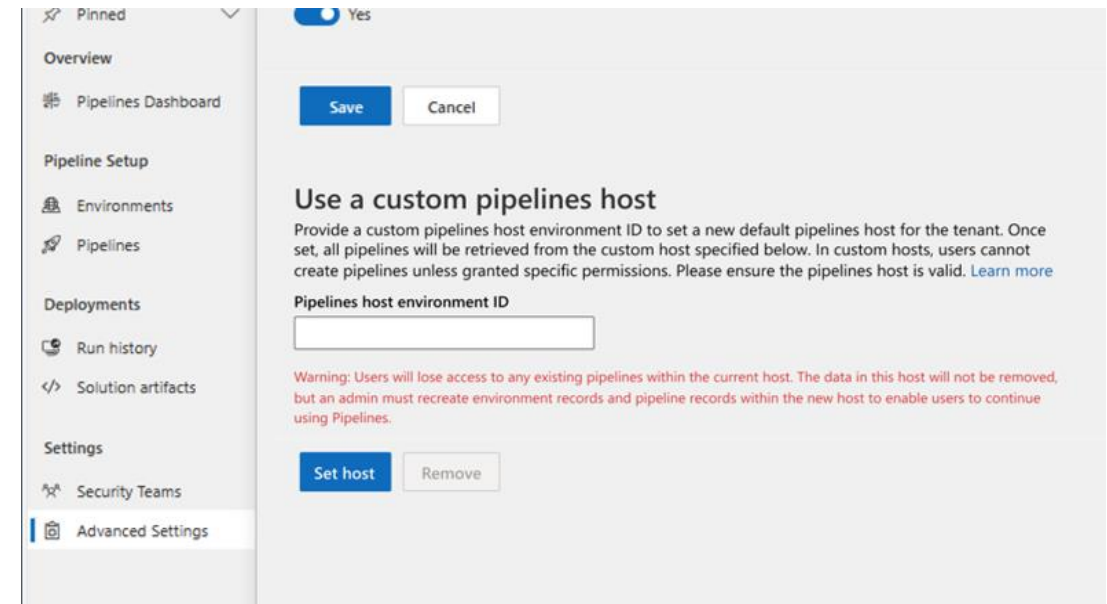 Pinned
Yes
Overview
Pipelines Dashboard
Save
Cancel
Pipeline Setup
Environments
Pipelines
Use a custom pipelines host
Provide a custom pipelines host environment ID to set a new default pipelines host for the tenant. Once
set, all pipelines will be retrieved from the custom host specified below. In custom hosts, users cannot
create pipelines unless granted specific permissions. Please ensure the pipelines host is valid. Learn more
Pipelines host environment ID
Deployments
Run history
Solution artifacts
Warning: Users will lose access to any existing pipelines within the current host. The data in this host will not be removed,
but an admin must recreate environment records and pipeline records within the new host to enable users to continue
using Pipelines.
Settings
Set host
Remove
Security Teams
Advanced Settings